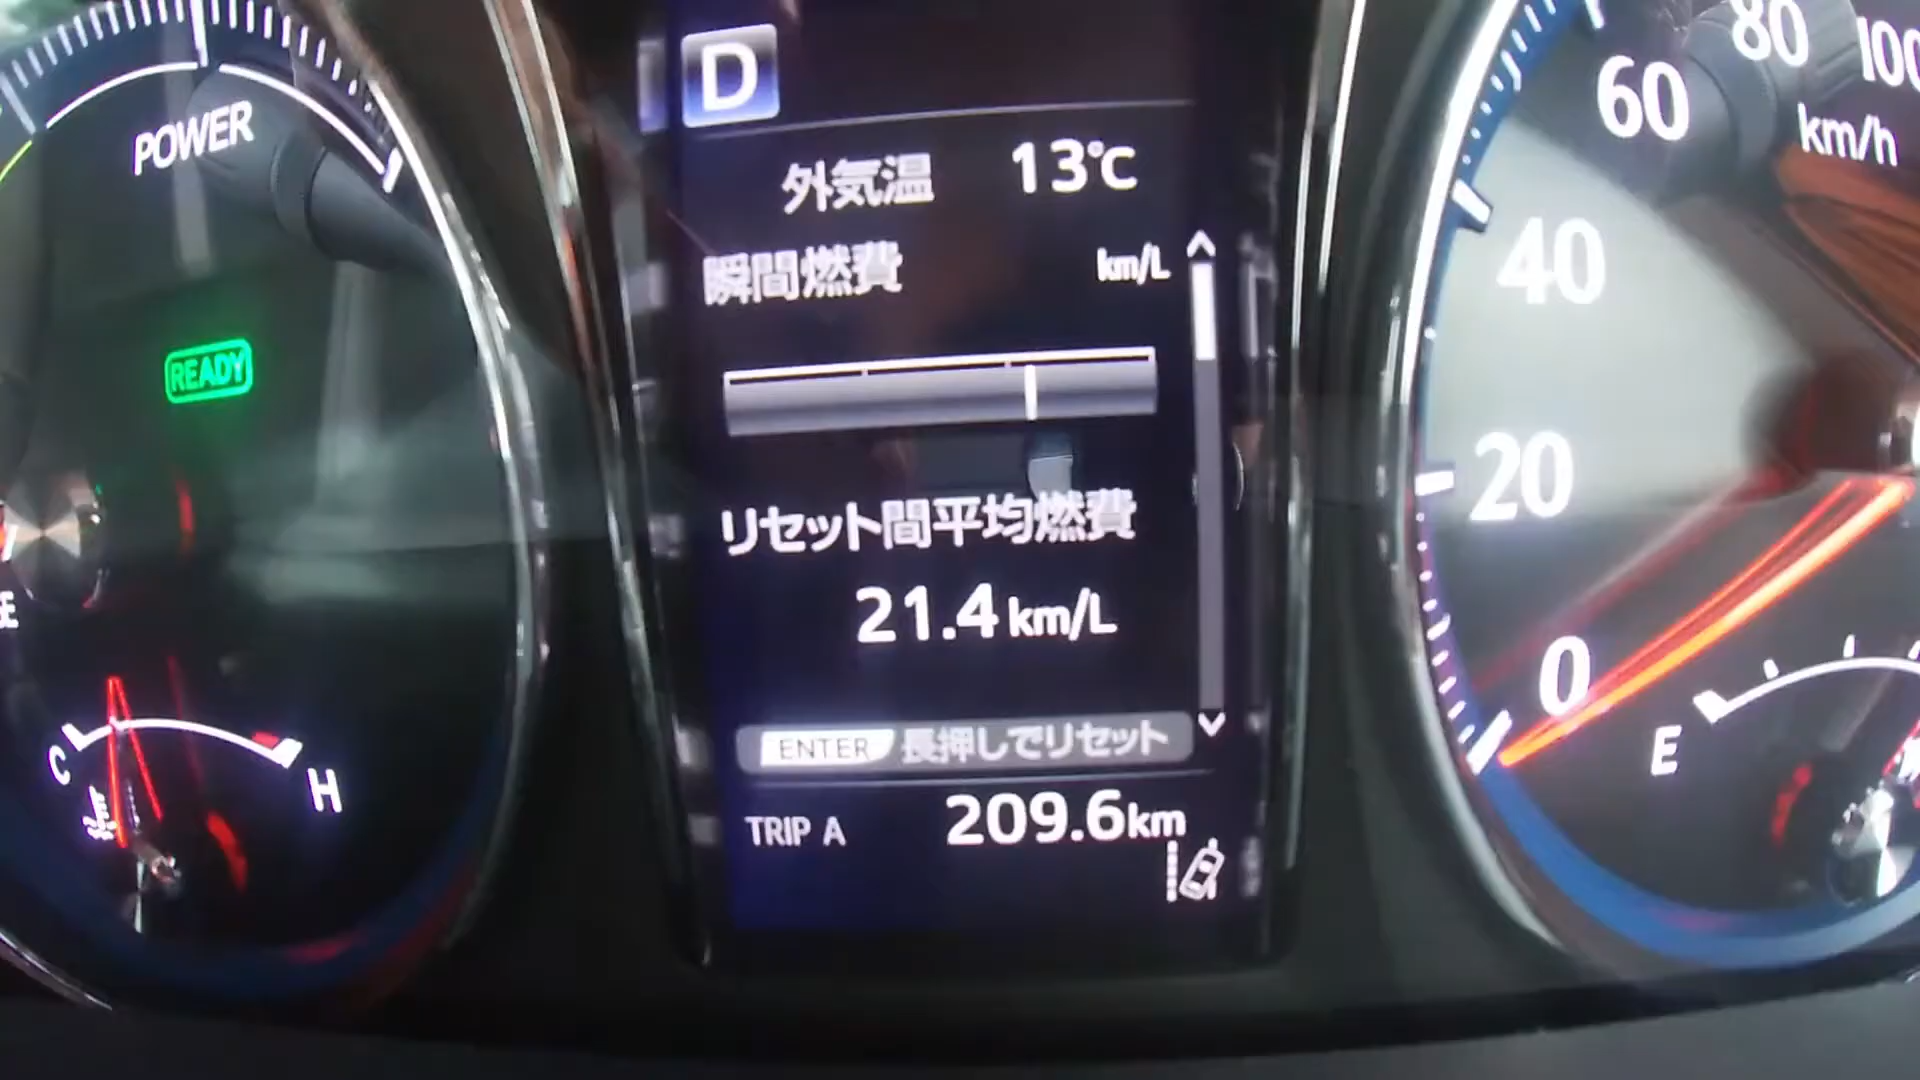 D
POWER
60
80
100
km/h
外気温 13℃
瞬間燃費 km/L
40
READY
20
リセット間平均燃費
21.4km/L
0
C
H
ENTER 長押しでリセット
E
TRIP A 209.6km